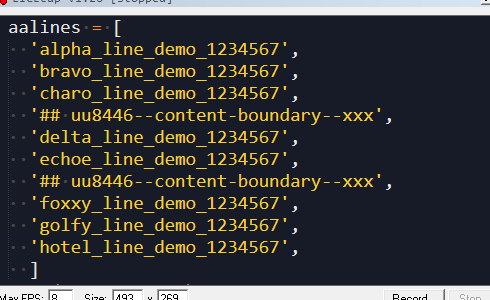 aalines = [
'alpha_line_demo_1234567',
'bravo_line_demo_1234567',
'charo_line_demo_1234567',
'## uu8446--content-boundary--xxx',
'delta_line_demo_1234567',
'echoe_line_demo_1234567',
'## uu8446--content-boundary--xxx',
'foxxy_line_demo_1234567',
'golfy_line_demo_1234567',
'hotel_line_demo_1234567',
]
Max FPS: 8 Size: 493 x 269 Record Stop